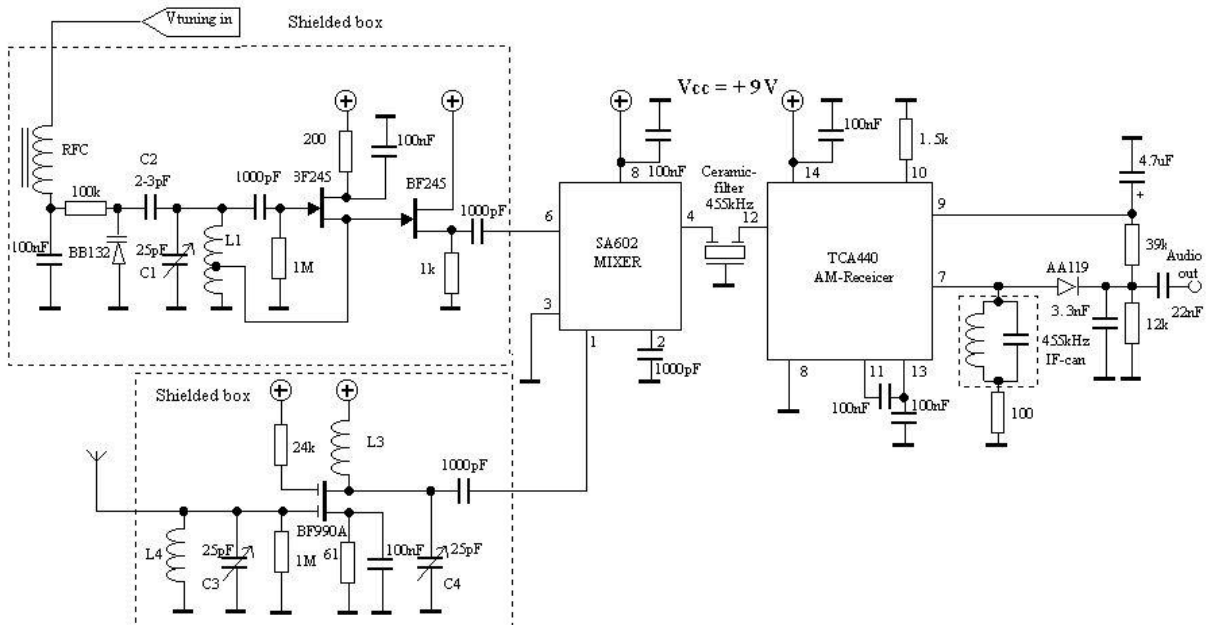 Vtuning in
Shielded box
Vcc = + 9V
RFC
C2
2-3pF
100k
100nF
BB132
25pF
C1
L1
1000pF
1M
BF245
200
100nF
BF245
1000pF
1k
6
8
100nF
4
SA602
MIXER
3
1
2
1000pF
Ceramic-
filter
455kHz
12
14
100nF
1.5k
10
TCA440
AM-Receicer
9
7
8
11
13
100nF
100nF
4.7uF
+
39k
AA119
Audio
out
3.3nF
22nF
12k
455kHz
IF-can
100
Shielded box
24k
L3
1000pF
BF990A
L4
25pF
C3
1M
61
100nF
25pF
C4